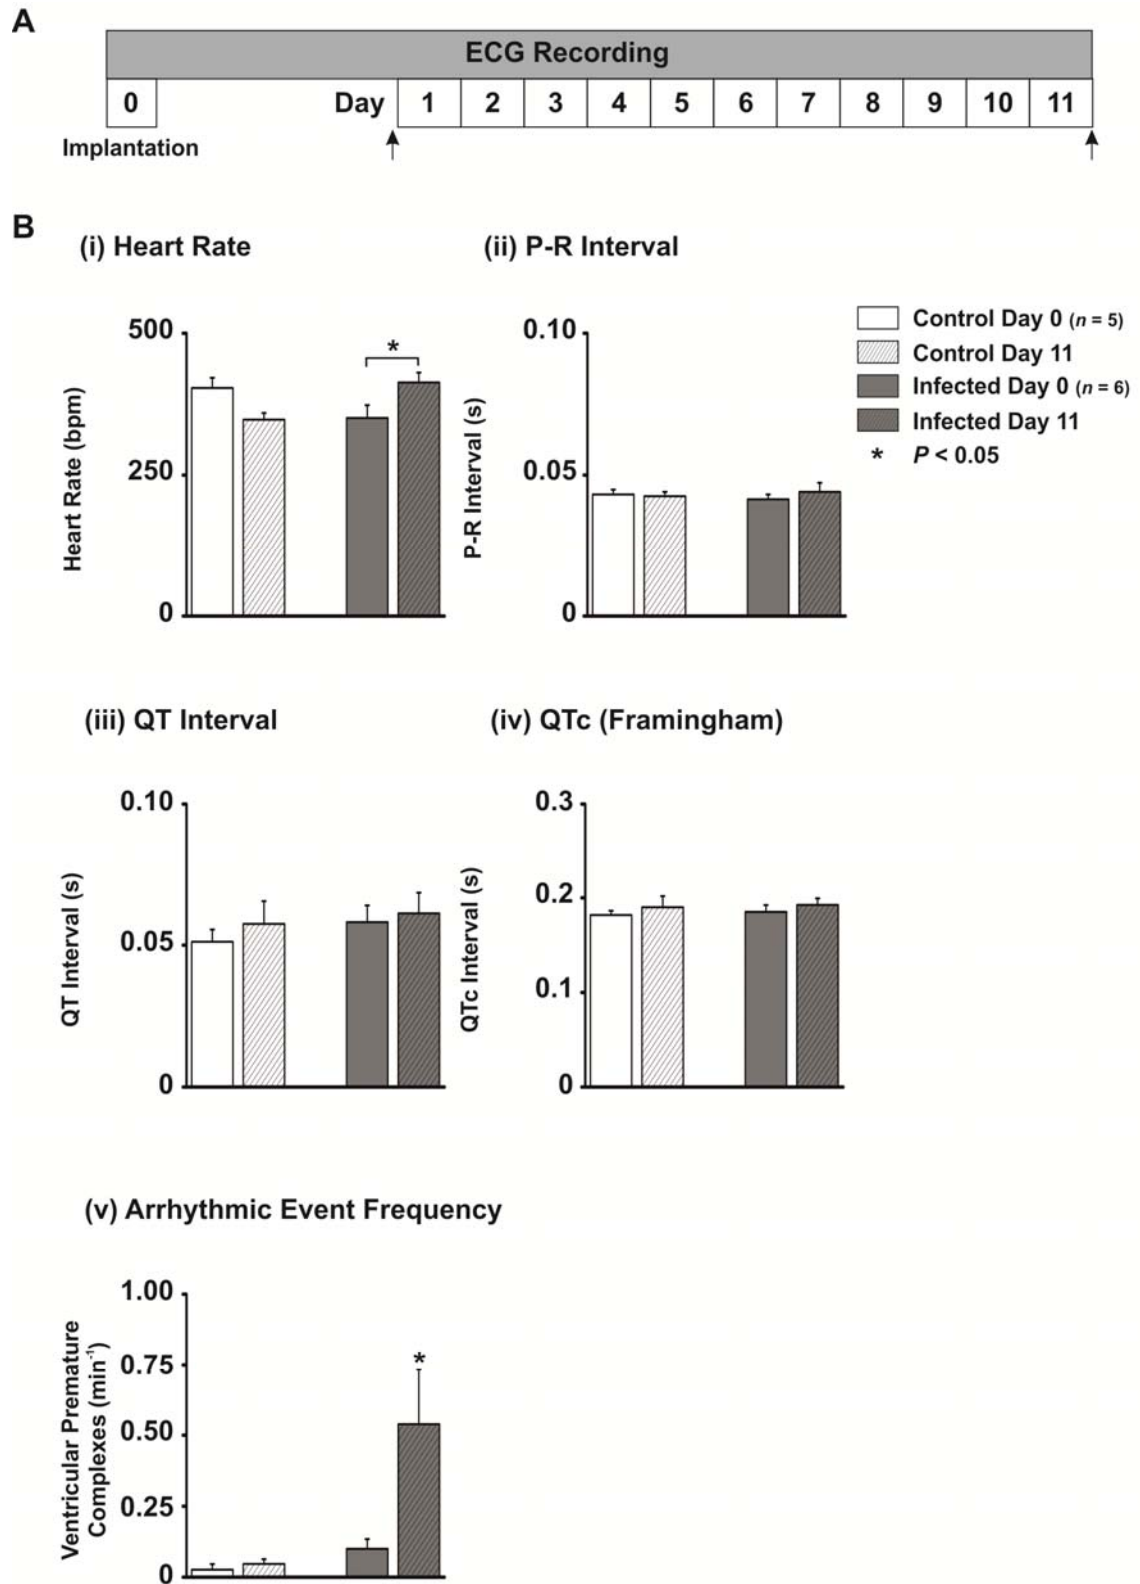 A
ECG Recording
0 Day 1 2 3 4 5 6 7 8 9 10 11
Implantation
B
(i) Heart Rate
500
250
0
Heart Rate (bpm)
*
(ii) P-R Interval
0.10
0.05
0
P-R Interval (s)
Control Day 0 (n = 5)
Control Day 11
Infected Day 0 (n = 6)
Infected Day 11
* P < 0.05
(iii) QT Interval
0.10
0.05
0
QT Interval (s)
(iv) QTc (Framingham)
0.3
0.2
0.1
0
QTc Interval (s)
(v) Arrhythmic Event Frequency
1.00
0.75
0.50
0.25
0
Ventricular Premature
Complexes (min⁻¹)
*